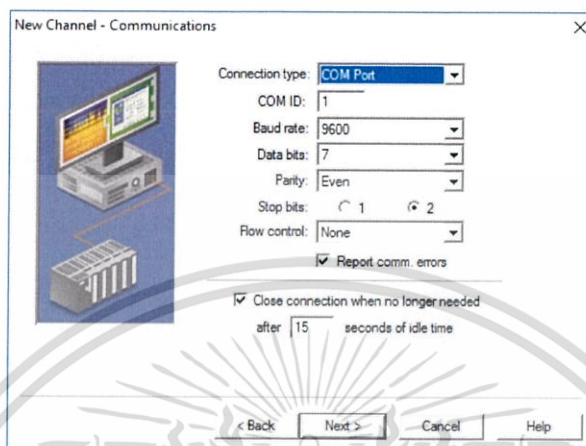 New Channel - Communications
Connection type: COM Port
COM ID: 1
Baud rate: 9600
Data bits: 7
Parity: Even
Stop bits: 1 2
Flow control: None
Report comm. errors
Close connection when no longer needed
after 15 seconds of idle time
< Back Next > Cancel Help